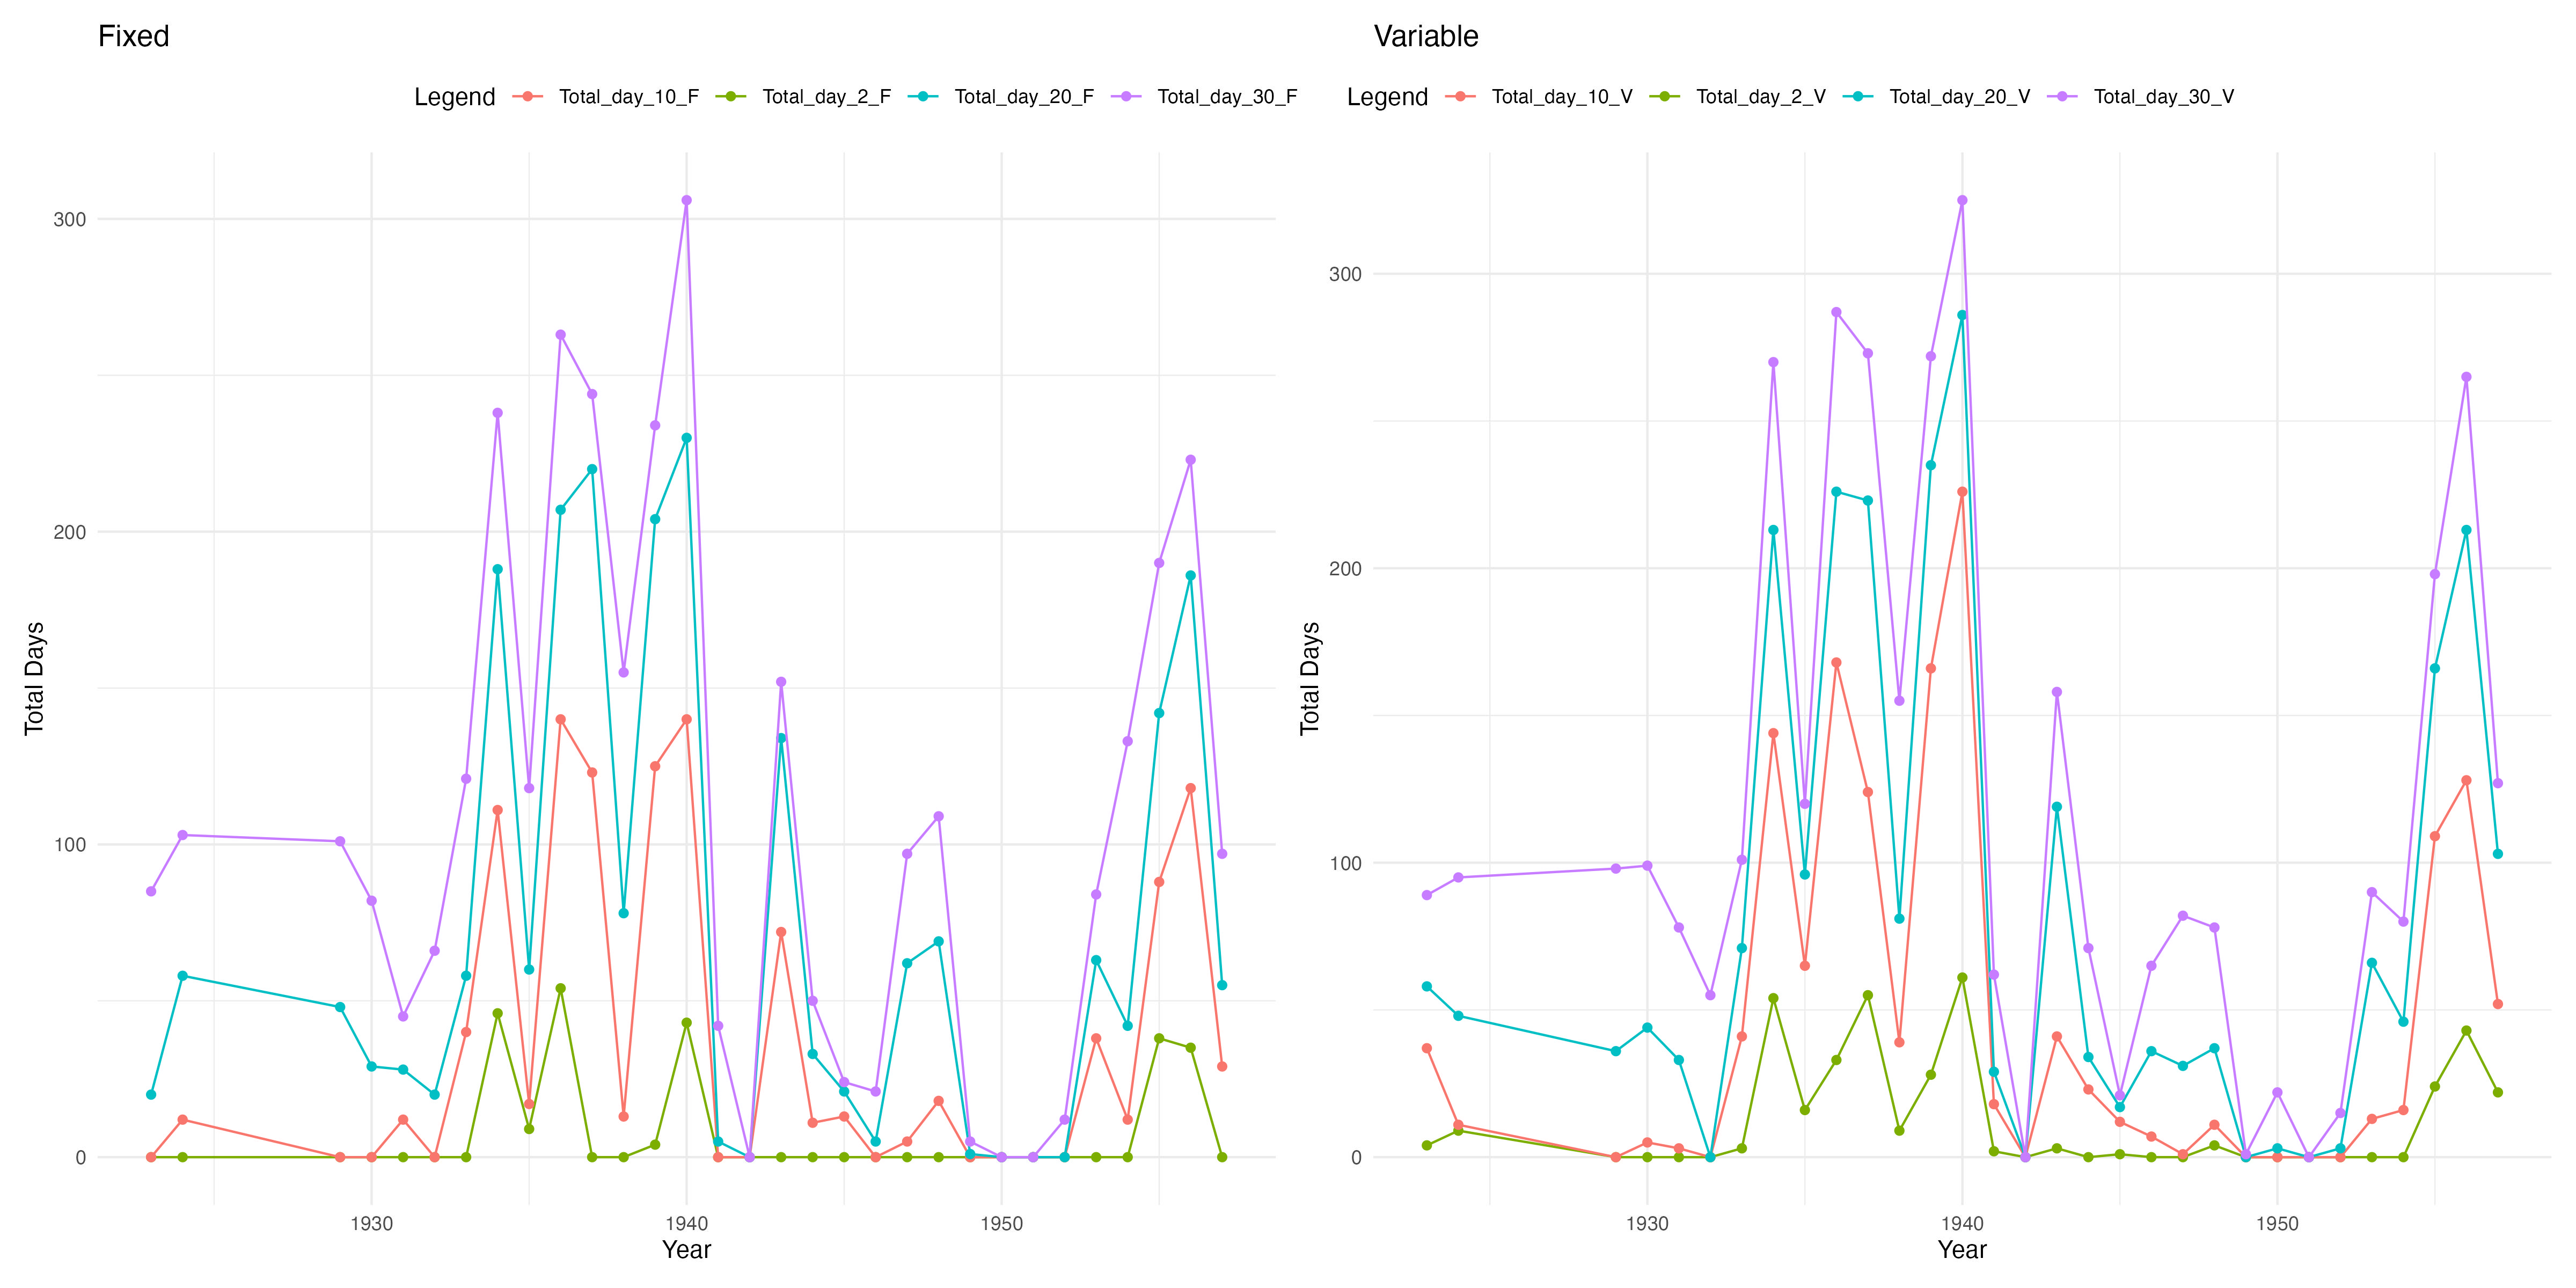 Fixed
Legend Total_day_10_F Total_day_2_F Total_day_20_F Total_day_30_F
300
200
100
0
Total Days
1930 1940 1950
Year
Variable
Legend Total_day_10_V Total_day_2_V Total_day_20_V Total_day_30_V
300
200
100
0
Total Days
1930 1940 1950
Year